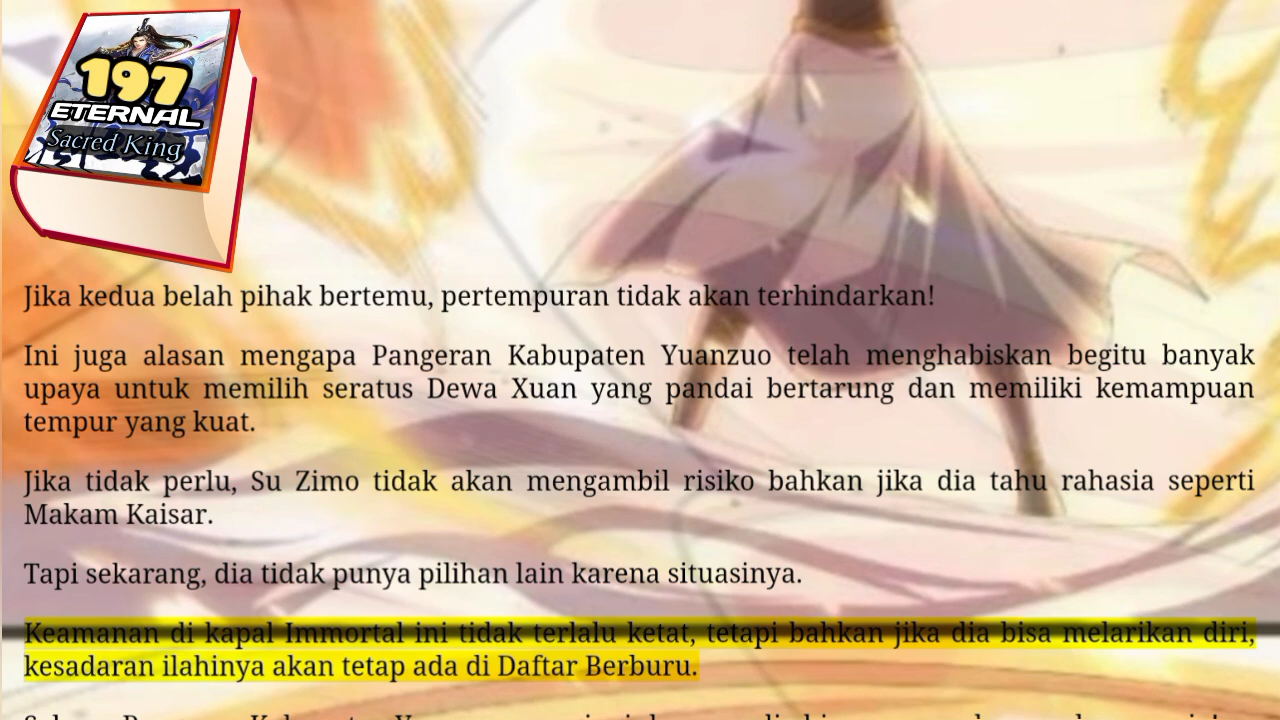 197
ETERNAL
Sacred King
Jika kedua belah pihak bertemu, pertempuran tidak akan terhindarkan!
Ini juga alasan mengapa Pangeran Kabupaten Yuanzuo telah menghabiskan begitu banyak
upaya untuk memilih seratus Dewa Xuan yang pandai bertarung dan memiliki kemampuan
tempur yang kuat.
Jika tidak perlu, Su Zimo tidak akan mengambil risiko bahkan jika dia tahu rahasia seperti
Makam Kaisar.
Tapi sekarang, dia tidak punya pilihan lain karena situasinya.
Keamanan di kapal Immortal ini tidak terlalu ketat, tetapi bahkan jika dia bisa melarikan diri,
kesadaran ilahinya akan tetap ada di Daftar Berburu.